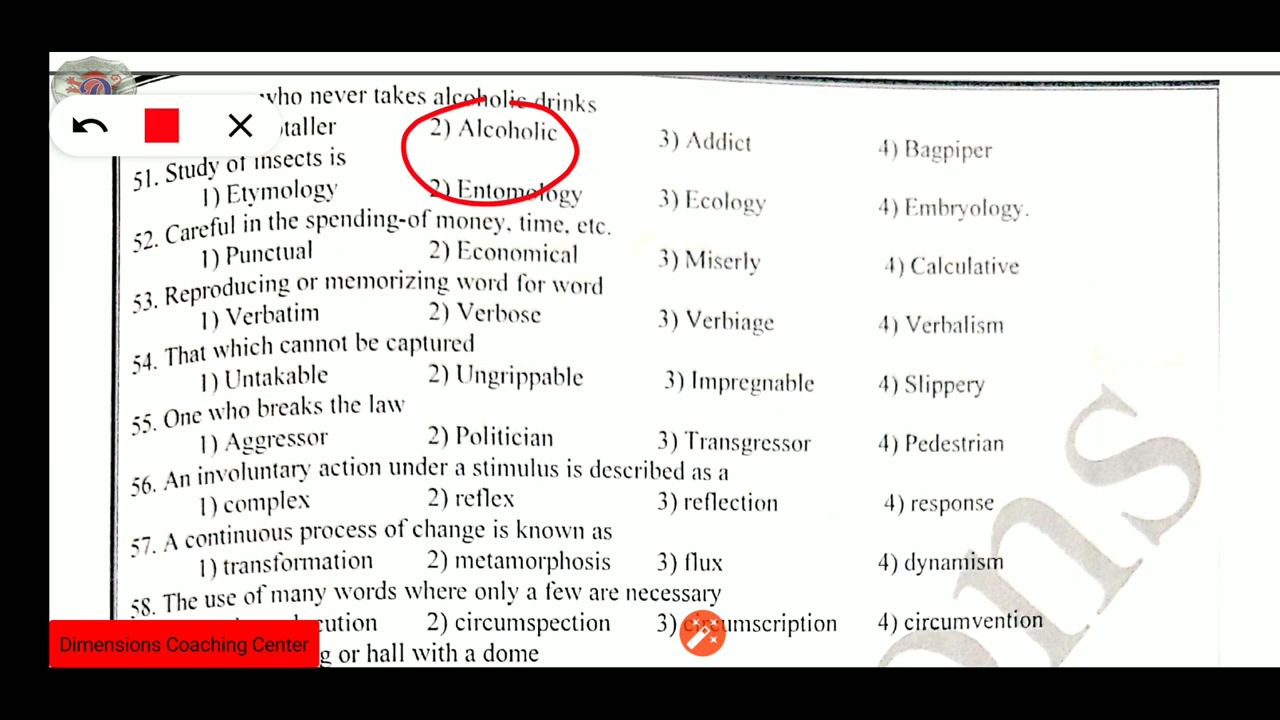 who never takes alcoholic drinks
taller 2) Alcoholic 3) Addict 4) Bagpiper
51. Study of insects is
1) Etymology 2) Entomology 3) Ecology 4) Embryology.
52. Careful in the spending-of money, time, etc.
1) Punctual 2) Economical 3) Miserly 4) Calculative
53. Reproducing or memorizing word for word
1) Verbatim 2) Verbose 3) Verbiage 4) Verbalism
54. That which cannot be captured
1) Untakable 2) Ungrippable 3) Impregnable 4) Slippery
55. One who breaks the law
1) Aggressor 2) Politician 3) Transgressor 4) Pedestrian
56. An involuntary action under a stimulus is described as a
1) complex 2) reflex 3) reflection 4) response
57. A continuous process of change is known as
1) transformation 2) metamorphosis 3) flux 4) dynamism
58. The use of many words where only a few are necessary
cution 2) circumspection 3) circumscription 4) circumvention
g or hall with a dome
Dimensions Coaching Center
ons